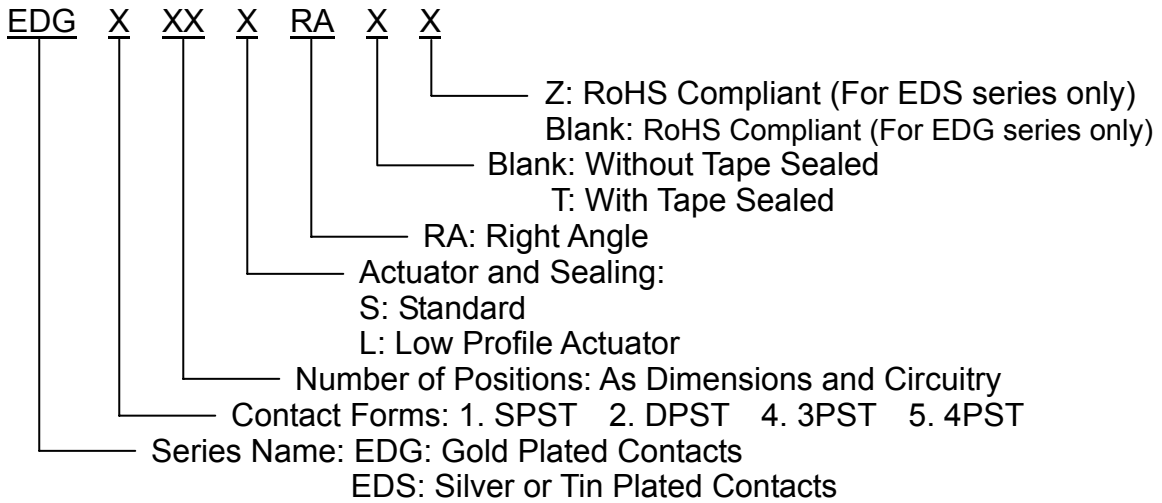 EDG X XX X RA X X
Z: RoHS Compliant (For EDS series only)
Blank: RoHS Compliant (For EDG series only)
Blank: Without Tape Sealed
T: With Tape Sealed
RA: Right Angle
Actuator and Sealing:
S: Standard
L: Low Profile Actuator
Number of Positions: As Dimensions and Circuitry
Contact Forms: 1. SPST 2. DPST 4. 3PST 5. 4PST
Series Name: EDG: Gold Plated Contacts
EDS: Silver or Tin Plated Contacts